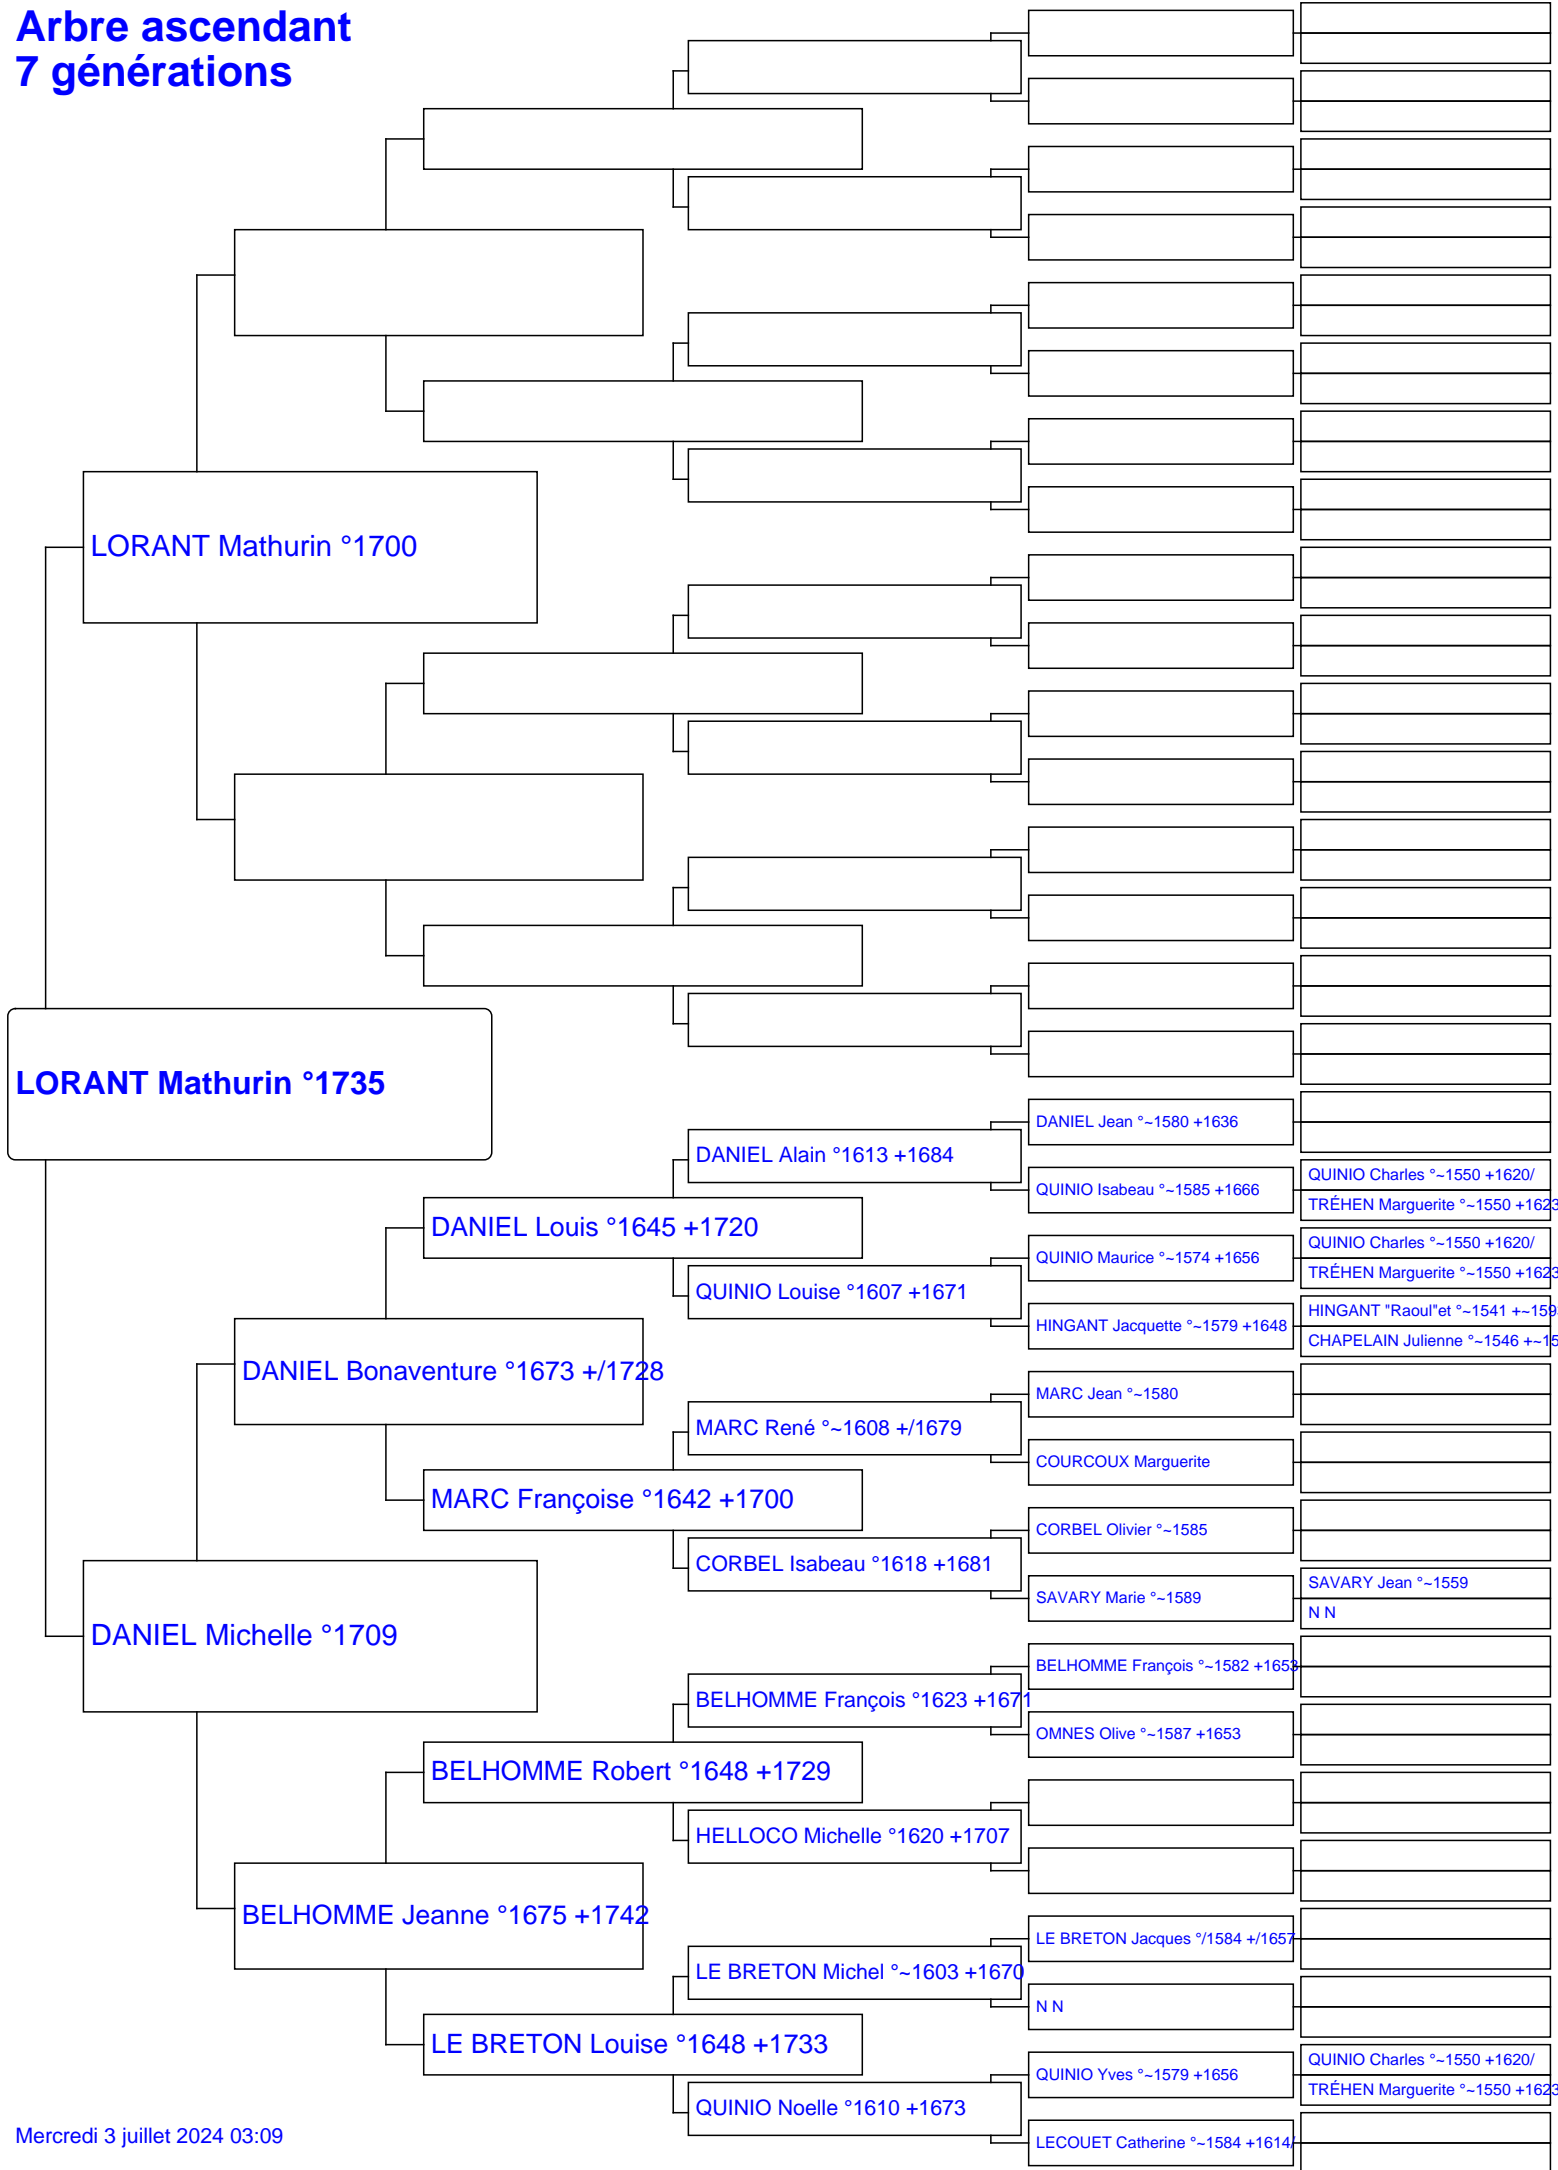 Arbre ascendant
7 générations
LORANT Mathurin °1700
LORANT Mathurin °1735
DANIEL Jean °~1580 +1636
DANIEL Alain °1613 +1684
QUINIO Charles °~1550 +1620/
QUINIO Isabeau °~1585 +1666
TRÉHEN Marguerite °~1550 +1623
DANIEL Louis °1645 +1720
QUINIO Charles °~1550 +1620/
QUINIO Maurice °~1574 +1656
TRÉHEN Marguerite °~1550 +1623
QUINIO Louise °1607 +1671
HINGANT "Raoul"et °~1541 +~159
HINGANT Jacquette °~1579 +1648
CHAPELAIN Julienne °~1546 +~15
DANIEL Bonaventure °1673 +/1728
MARC Jean °~1580
MARC René °~1608 +/1679
COURCOUX Marguerite
MARC Françoise °1642 +1700
CORBEL Olivier °~1585
CORBEL Isabeau °1618 +1681
SAVARY Jean °~1559
SAVARY Marie °~1589
N N
DANIEL Michelle °1709
BELHOMME François °~1582 +1653
BELHOMME François °1623 +1671
OMNES Olive °~1587 +1653
BELHOMME Robert °1648 +1729
HELLOCO Michelle °1620 +1707
BELHOMME Jeanne °1675 +1742
LE BRETON Jacques °/1584 +/1657
LE BRETON Michel °~1603 +1670
N N
LE BRETON Louise °1648 +1733
QUINIO Charles °~1550 +1620/
QUINIO Yves °~1579 +1656
TRÉHEN Marguerite °~1550 +1623
QUINIO Noelle °1610 +1673
LECOUET Catherine °~1584 +1614/
Mercredi 3 juillet 2024 03:09